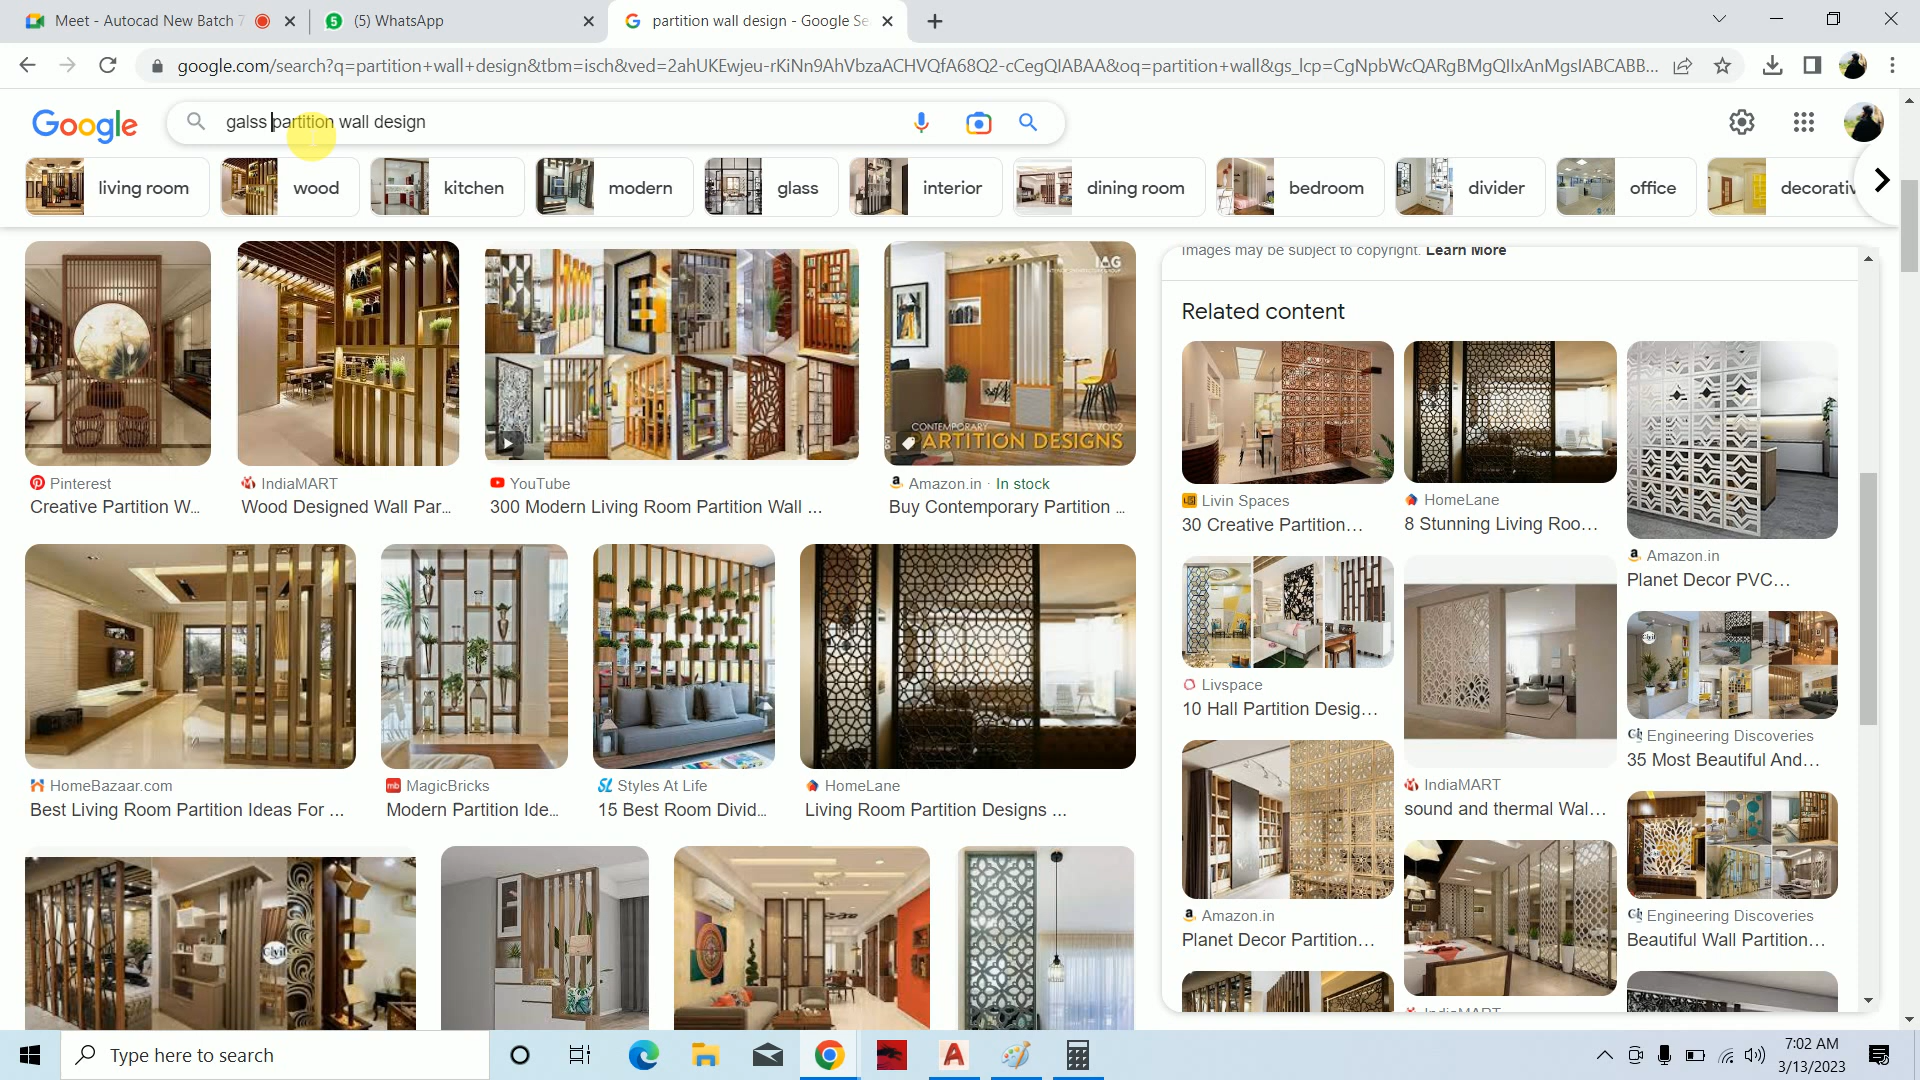 Meet - Autocad New Batch 7
(5) WhatsApp
partition wall design - Google Se
google.com/search?q=partition+wall+design&tbm=isch&ved=2ahUKEwjeu-rKiNn9AhVbzaACHVQfA68Q2-cCegQIABAA&oq=partition+wall&gs_lcp=CgNpbWcQARgBMgQIIxAnMgsIABCABB...
Google
galss partition wall design
living room
wood
kitchen
modern
glass
interior
dining room
bedroom
divider
office
decorativ
Images may be subject to copyright. Learn More
Related content
IAG
CONTEMPORARY VOL-2
PARTITION DESIGNS
Pinterest
Creative Partition W...
IndiaMART
Wood Designed Wall Par...
YouTube
300 Modern Living Room Partition Wall ...
Amazon.in · In stock
Buy Contemporary Partition ...
Livin Spaces
30 Creative Partition...
HomeLane
8 Stunning Living Roo...
Amazon.in
Planet Decor PVC...
Livspace
10 Hall Partition Desig...
Engineering Discoveries
35 Most Beautiful And...
IndiaMART
sound and thermal Wal...
HomeBazaar.com
Best Living Room Partition Ideas For ...
MagicBricks
Modern Partition Ide...
Styles At Life
15 Best Room Divid...
HomeLane
Living Room Partition Designs ...
Amazon.in
Planet Decor Partition...
Engineering Discoveries
Beautiful Wall Partition...
Civil
IndiaMART
Type here to search
7:02 AM
3/13/2023